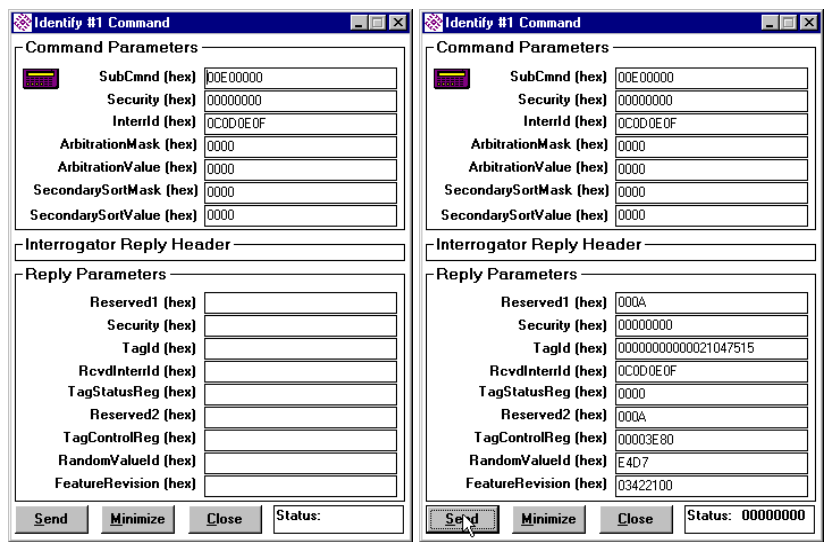 Identify #1 Command
Command Parameters
SubCmnd (hex) 00E00000
Security (hex) 00000000
InterrId (hex) 0C0D0E0F
ArbitrationMask (hex) 0000
ArbitrationValue (hex) 0000
SecondarySortMask (hex) 0000
SecondarySortValue (hex) 0000
Interrogator Reply Header
Reply Parameters
Reserved1 (hex)
Security (hex)
TagId (hex)
RcvdInterrId (hex)
TagStatusReg (hex)
Reserved2 (hex)
TagControlReg (hex)
RandomValueId (hex)
FeatureRevision (hex)
Send Minimize Close Status:
Identify #1 Command
Command Parameters
SubCmnd (hex) 00E00000
Security (hex) 00000000
InterrId (hex) 0C0D0E0F
ArbitrationMask (hex) 0000
ArbitrationValue (hex) 0000
SecondarySortMask (hex) 0000
SecondarySortValue (hex) 0000
Interrogator Reply Header
Reply Parameters
Reserved1 (hex) 000A
Security (hex) 00000000
TagId (hex) 00000000000021047515
RcvdInterrId (hex) 0C0D0E0F
TagStatusReg (hex) 0000
Reserved2 (hex) 000A
TagControlReg (hex) 00003E80
RandomValueId (hex) E4D7
FeatureRevision (hex) 03422100
Send Minimize Close Status: 00000000